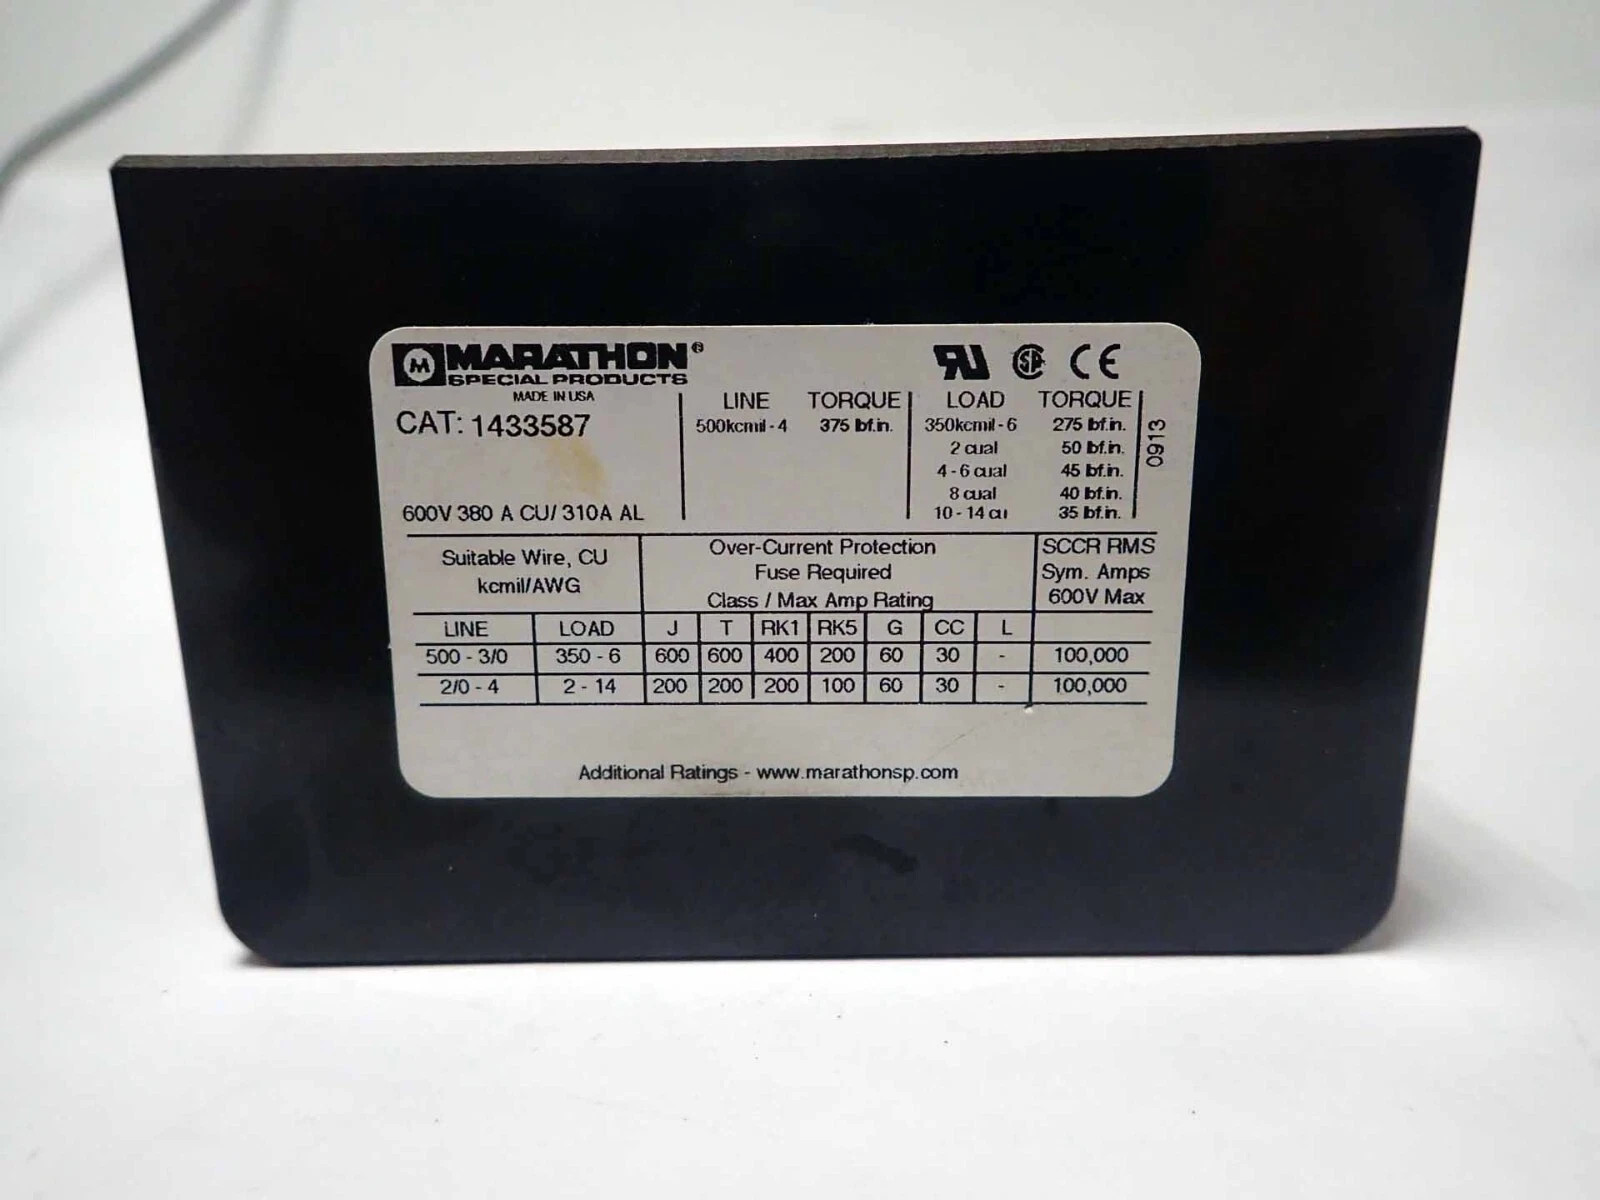 MARATHON®
SPECIAL PRODUCTS
MADE IN USA
CAT: 1433587
600V 380 A CU/ 310A AL
LINE TORQUE
500kcmil - 4 375 lbf.in.
LOAD TORQUE
350kcmil - 6 275 lbf.in.
2 cual 50 lbf.in.
4 - 6 cual 45 lbf.in.
8 cual 40 lbf.in.
10 - 14 cu 35 lbf.in.
0913
Suitable Wire, CU
kcmil/AWG
Over-Current Protection
Fuse Required
Class / Max Amp Rating
SCCR RMS
Sym. Amps
600V Max
LINE LOAD J T RK1 RK5 G CC L
500 - 3/0 350 - 6 600 600 400 200 60 30 - 100,000
2/0 - 4 2 - 14 200 200 200 100 60 30 - 100,000
Additional Ratings - www.marathonsp.com